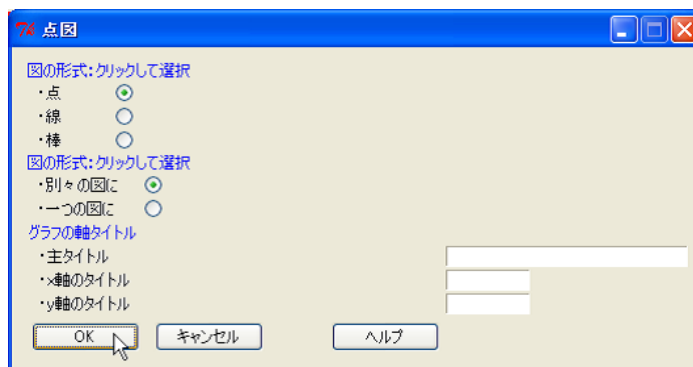 点図
図の形式:クリックして選択
・点
・線
・棒
図の形式:クリックして選択
・別々の図に
・一つの図に
グラフの軸タイトル
・主タイトル
・x軸のタイトル
・y軸のタイトル
OK キャンセル ヘルプ